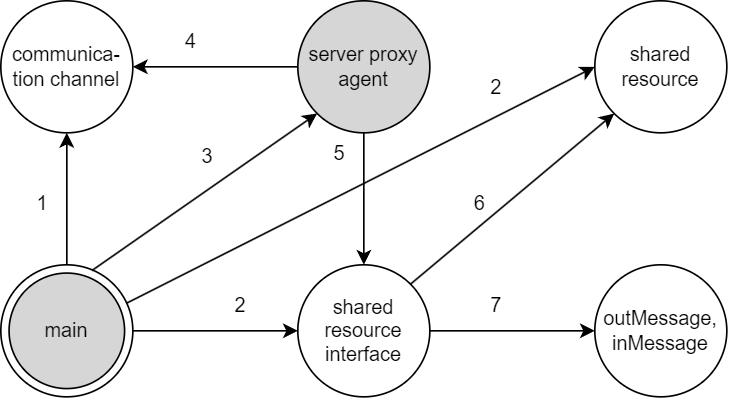 communica-
tion channel
4
server proxy
agent
2
shared
resource
1
3
5
6
main
2
shared
resource
interface
7
outMessage,
inMessage